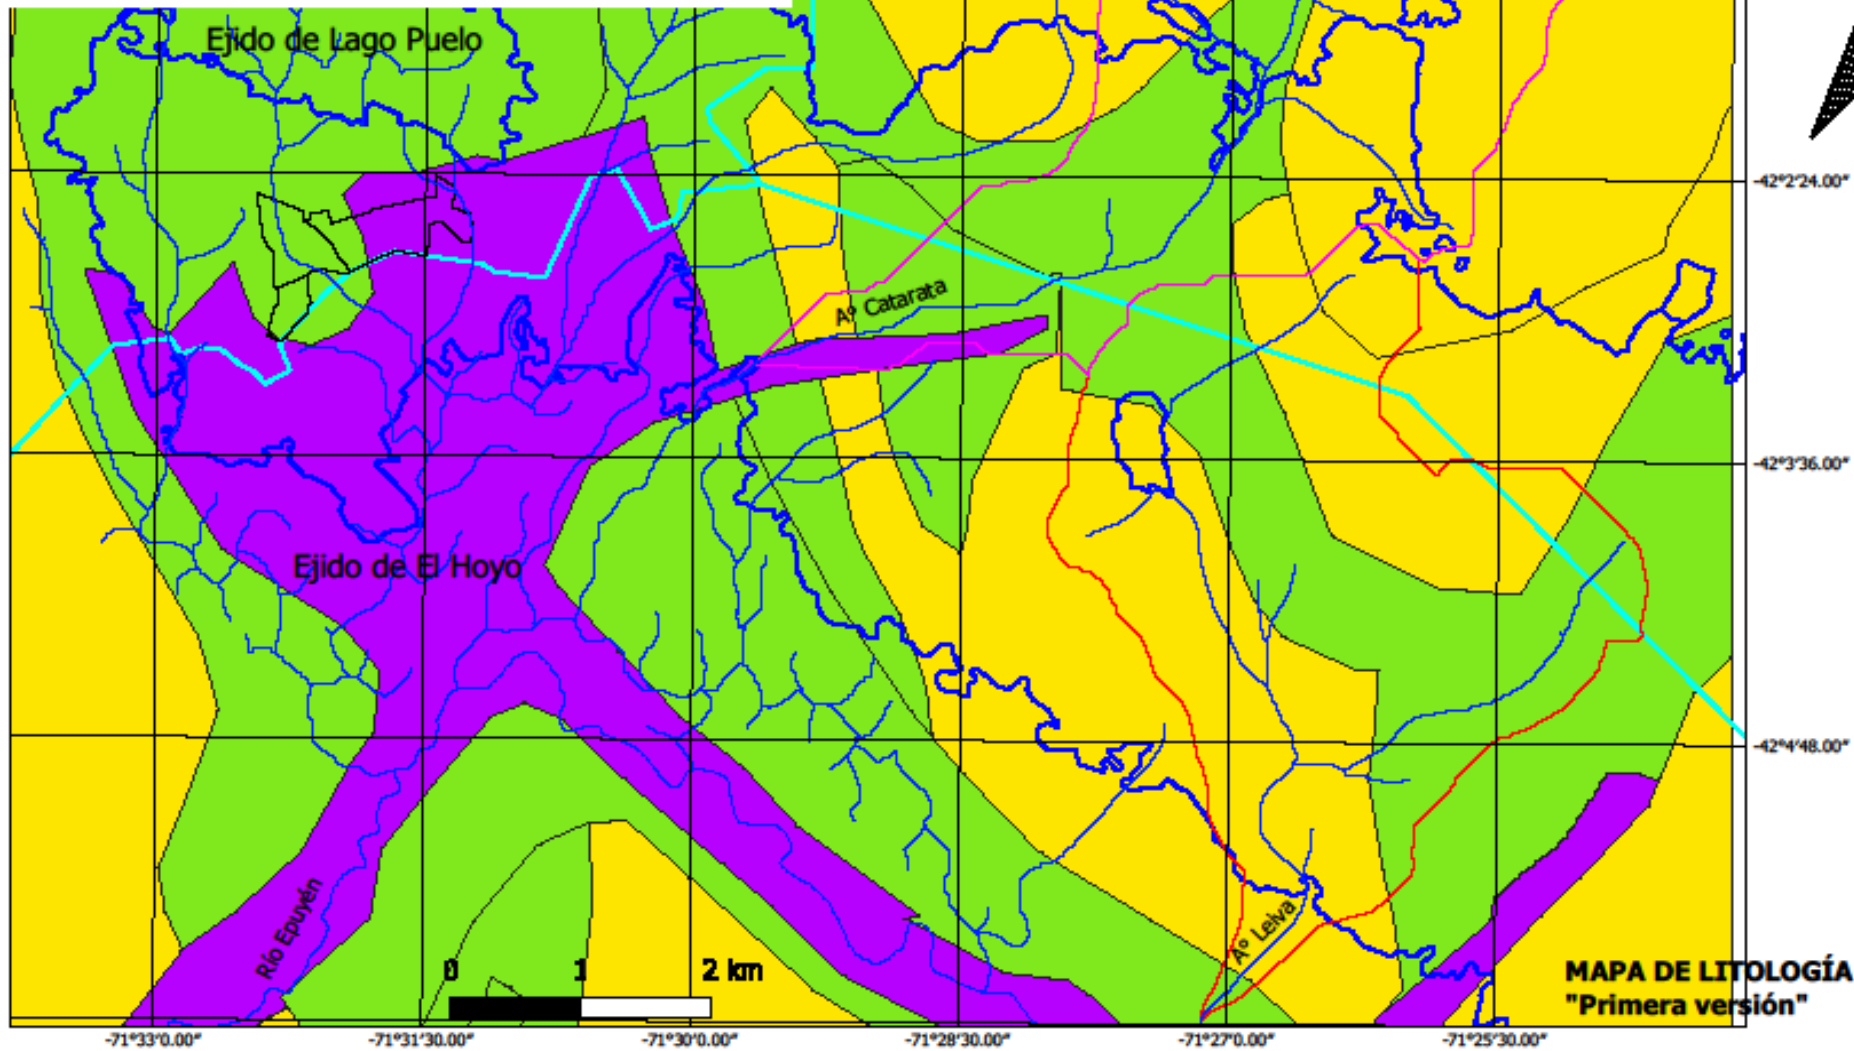 Ejido de Lago Puelo
-42°2'24.00"
Aº Catarata
-42°3'36.00"
Ejido de El Hoyo
-42°4'48.00"
Río Epuyén
Aº Leiva
0 1 2 km
MAPA DE LITOLOGÍA
"Primera versión"
-71°33'0.00" -71°31'30.00" -71°30'0.00" -71°28'30.00" -71°27'0.00" -71°25'30.00"